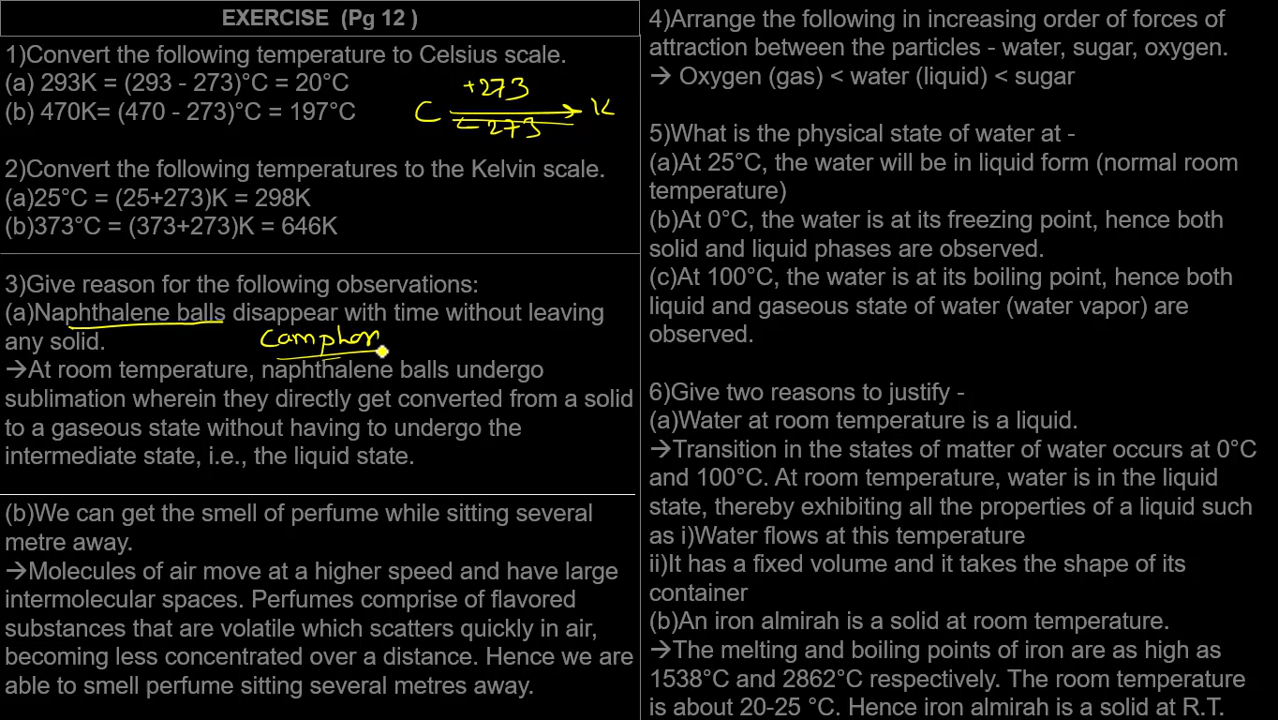 EXERCISE (Pg 12 )
1)Convert the following temperature to Celsius scale.
(a) 293K = (293 - 273)°C = 20°C
(b) 470K= (470 - 273)°C = 197°C
+273
C K
- 273
2)Convert the following temperatures to the Kelvin scale.
(a)25°C = (25+273)K = 298K
(b)373°C = (373+273)K = 646K
3)Give reason for the following observations:
(a)Naphthalene balls disappear with time without leaving
any solid.
Camphor
→At room temperature, naphthalene balls undergo
sublimation wherein they directly get converted from a solid
to a gaseous state without having to undergo the
intermediate state, i.e., the liquid state.
(b)We can get the smell of perfume while sitting several
metre away.
→Molecules of air move at a higher speed and have large
intermolecular spaces. Perfumes comprise of flavored
substances that are volatile which scatters quickly in air,
becoming less concentrated over a distance. Hence we are
able to smell perfume sitting several metres away.
4)Arrange the following in increasing order of forces of
attraction between the particles - water, sugar, oxygen.
→ Oxygen (gas) < water (liquid) < sugar
5)What is the physical state of water at -
(a)At 25°C, the water will be in liquid form (normal room
temperature)
(b)At 0°C, the water is at its freezing point, hence both
solid and liquid phases are observed.
(c)At 100°C, the water is at its boiling point, hence both
liquid and gaseous state of water (water vapor) are
observed.
6)Give two reasons to justify -
(a)Water at room temperature is a liquid.
→Transition in the states of matter of water occurs at 0°C
and 100°C. At room temperature, water is in the liquid
state, thereby exhibiting all the properties of a liquid such
as i)Water flows at this temperature
ii)It has a fixed volume and it takes the shape of its
container
(b)An iron almirah is a solid at room temperature.
→The melting and boiling points of iron are as high as
1538°C and 2862°C respectively. The room temperature
is about 20-25 °C. Hence iron almirah is a solid at R.T.